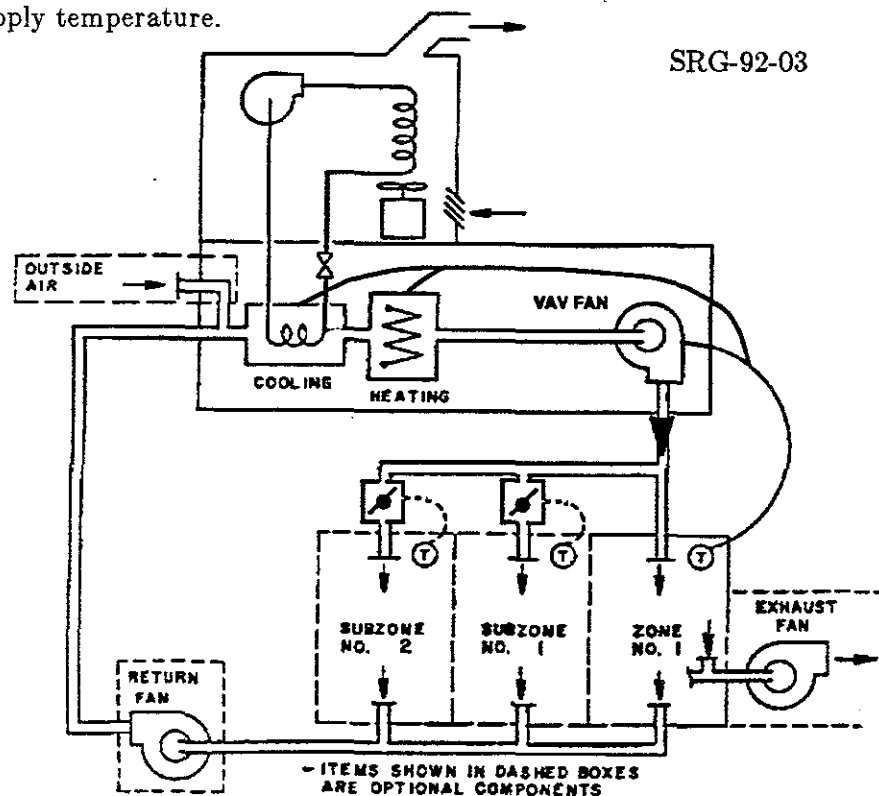 pply temperature.
SRG-92-03
OUTSIDE
AIR
COOLING
HEATING
VAV FAN
T
T
T
SUBZONE
NO. 2
SUBZONE
NO. 1
ZONE
NO. 1
EXHAUST
FAN
RETURN
FAN
- ITEMS SHOWN IN DASHED BOXES
ARE OPTIONAL COMPONENTS